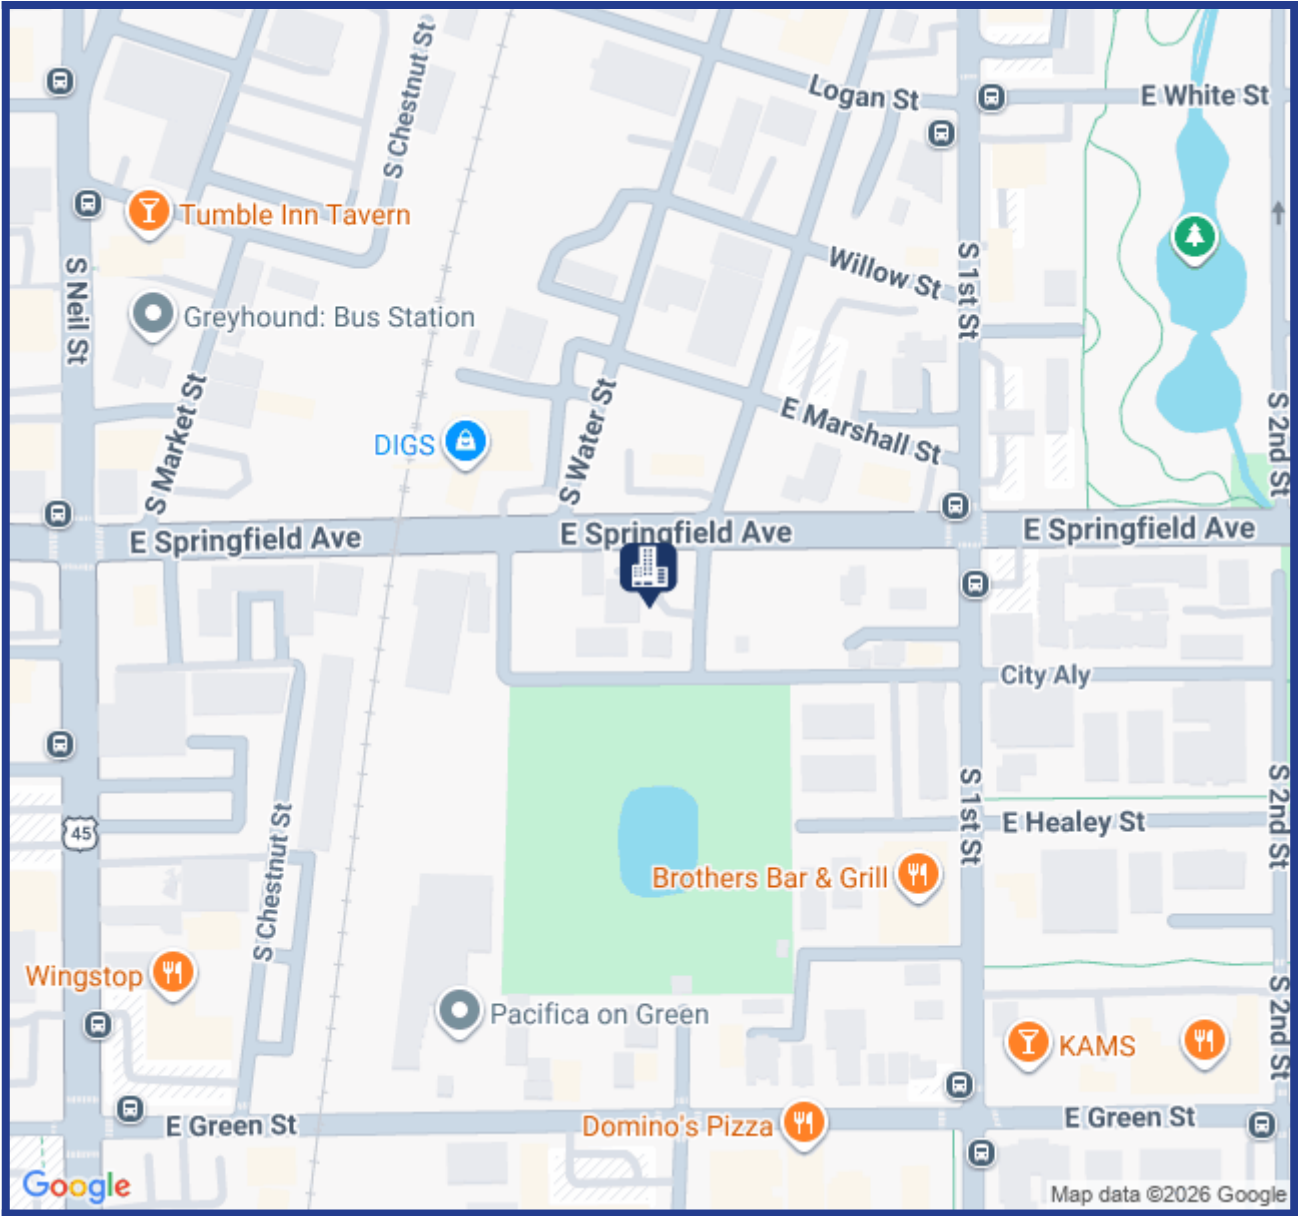 S Chestnut St
Logan St
E White St
Tumble Inn Tavern
S Neil St
Greyhound: Bus Station
Willow St
S 1st St
S Market St
DIGS
S Water St
E Marshall St
S 2nd St
E Springfield Ave
E Springfield Ave
E Springfield Ave
City Aly
45
S Chestnut St
S 1st St
E Healey St
S 2nd St
Brothers Bar & Grill
Wingstop
Pacifica on Green
KAMS
S 2nd St
E Green St
Domino's Pizza
E Green St
Google
Map data ©2026 Google